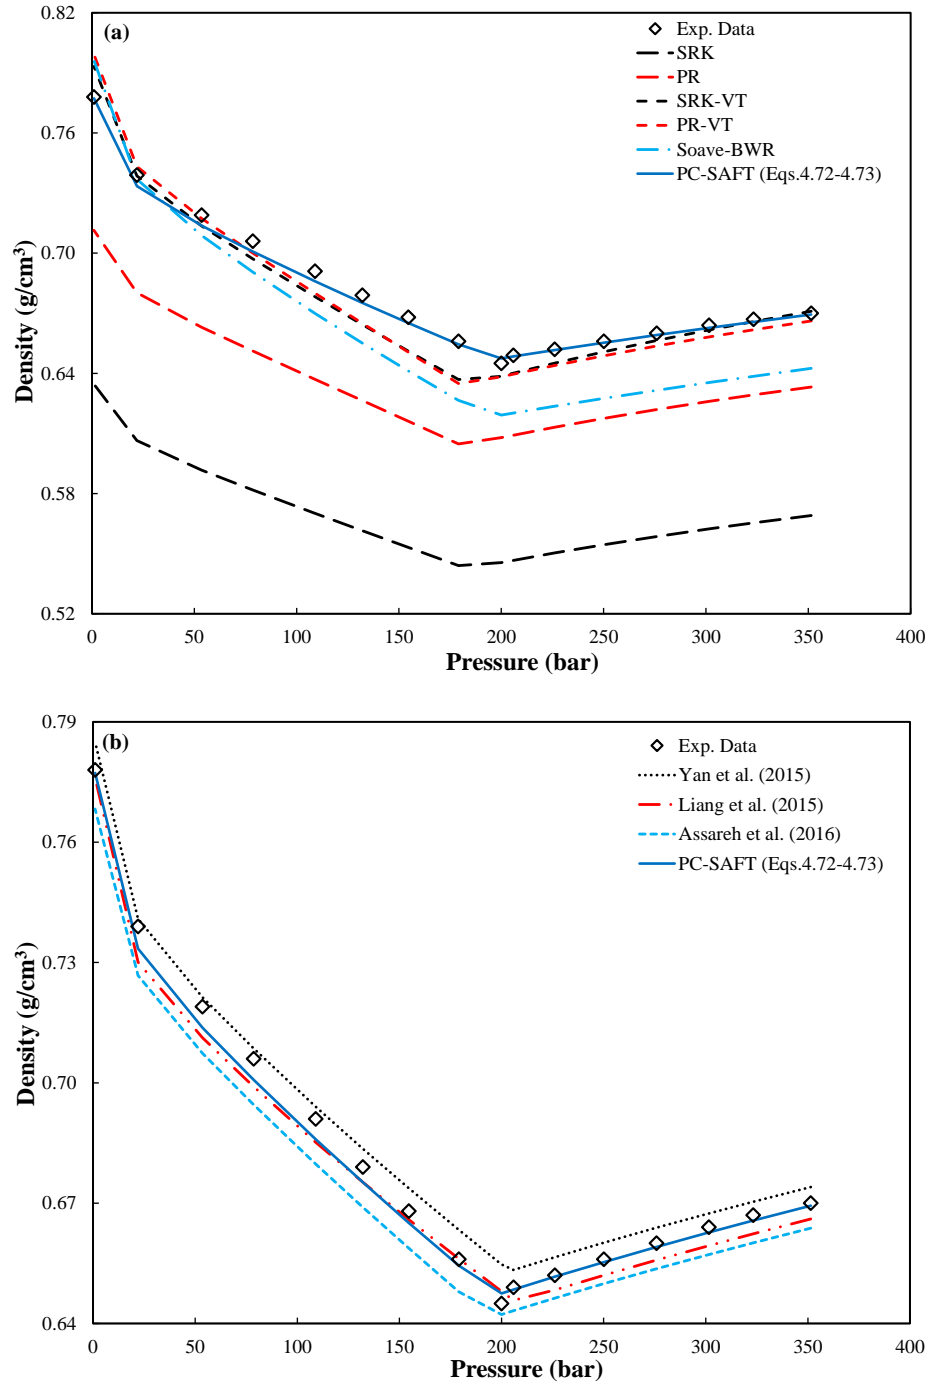 0.82
(a)
Exp. Data
SRK
PR
SRK-VT
PR-VT
Soave-BWR
PC-SAFT (Eqs.4.72-4.73)
0.76
0.70
0.64
0.58
0.52
Density (g/cm³)
0 50 100 150 200 250 300 350 400
Pressure (bar)
0.79
(b)
Exp. Data
Yan et al. (2015)
Liang et al. (2015)
Assareh et al. (2016)
PC-SAFT (Eqs.4.72-4.73)
0.76
0.73
0.70
0.67
0.64
Density (g/cm³)
0 50 100 150 200 250 300 350 400
Pressure (bar)